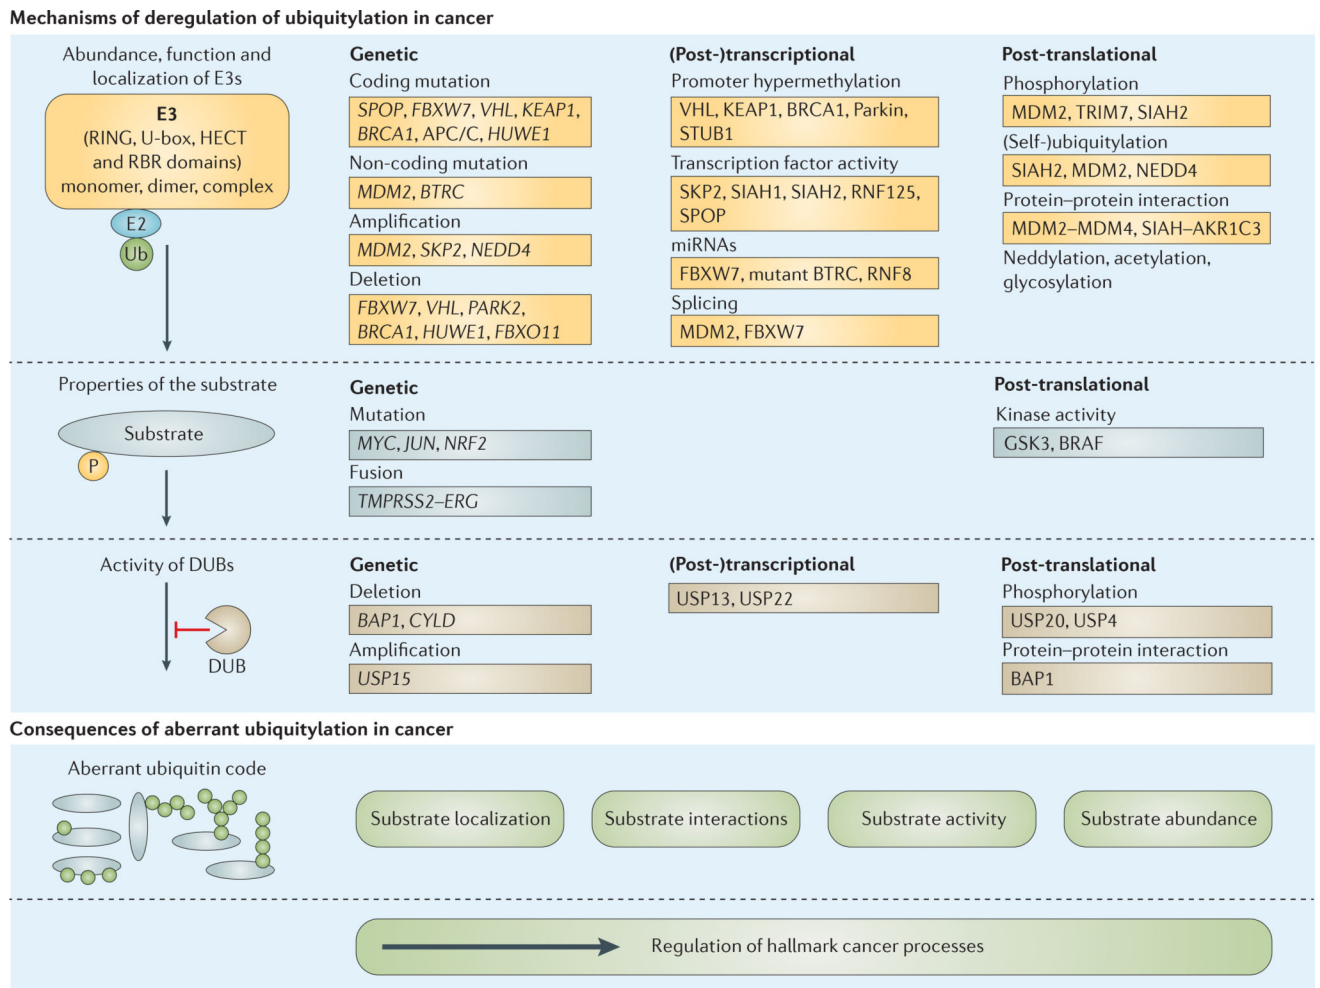 Mechanisms of deregulation of ubiquitylation in cancer
Abundance, function and
localization of E3s
E3
(RING, U-box, HECT
and RBR domains)
monomer, dimer, complex
E2
Ub
Genetic
Coding mutation
SPOP, FBXW7, VHL, KEAP1,
BRCA1, APC/C, HUWE1
Non-coding mutation
MDM2, BTRC
Amplification
MDM2, SKP2, NEDD4
Deletion
FBXW7, VHL, PARK2,
BRCA1, HUWE1, FBXO11
(Post-)transcriptional
Promoter hypermethylation
VHL, KEAP1, BRCA1, Parkin,
STUB1
Transcription factor activity
SKP2, SIAH1, SIAH2, RNF125,
SPOP
miRNAs
FBXW7, mutant BTRC, RNF8
Splicing
MDM2, FBXW7
Post-translational
Phosphorylation
MDM2, TRIM7, SIAH2
(Self-)ubiquitylation
SIAH2, MDM2, NEDD4
Protein–protein interaction
MDM2–MDM4, SIAH–AKR1C3
Neddylation, acetylation,
glycosylation
Properties of the substrate
Substrate
P
Genetic
Mutation
MYC, JUN, NRF2
Fusion
TMPRSS2–ERG
Post-translational
Kinase activity
GSK3, BRAF
Activity of DUBs
DUB
Genetic
Deletion
BAP1, CYLD
Amplification
USP15
(Post-)transcriptional
USP13, USP22
Post-translational
Phosphorylation
USP20, USP4
Protein–protein interaction
BAP1
Consequences of aberrant ubiquitylation in cancer
Aberrant ubiquitin code
Substrate localization
Substrate interactions
Substrate activity
Substrate abundance
Regulation of hallmark cancer processes